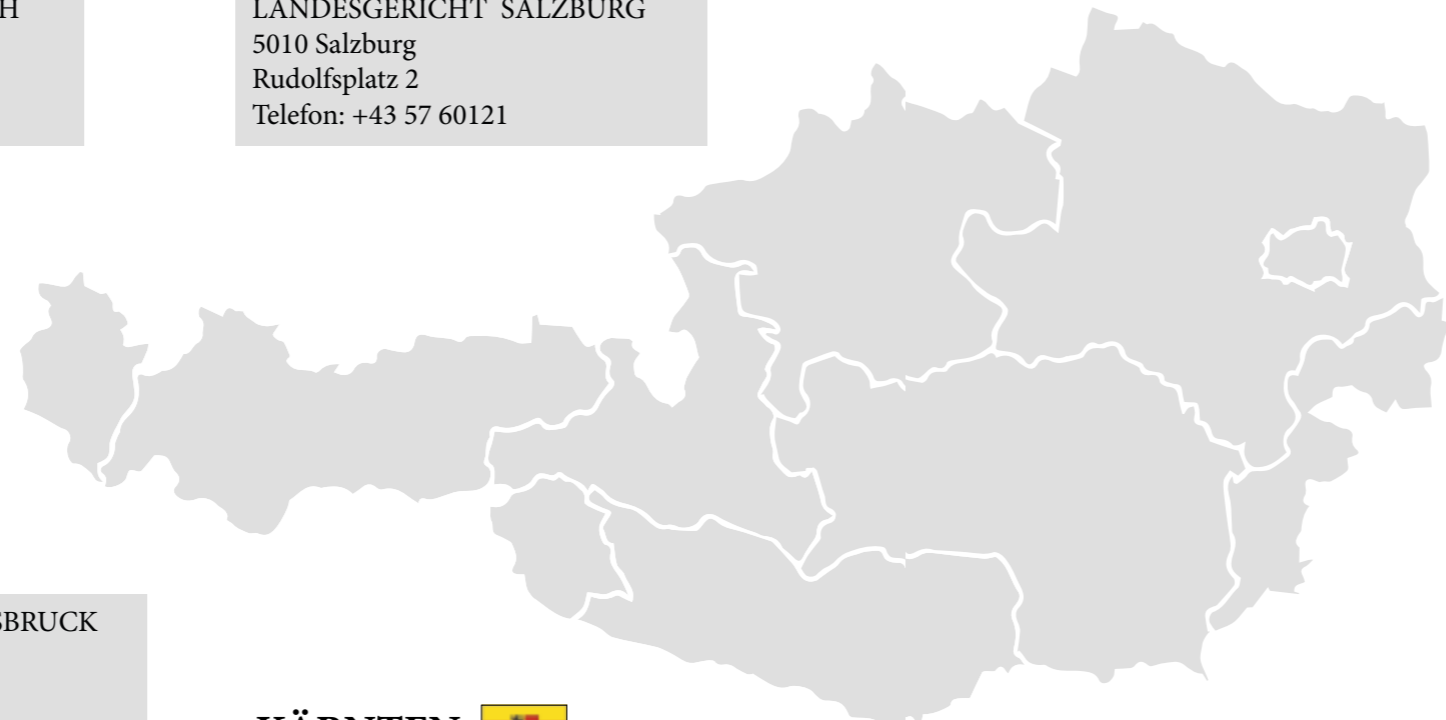 LANDESGERICHT SALZBURG
5010 Salzburg
Rudolfsplatz 2
Telefon: +43 57 60121
KÄRNTEN